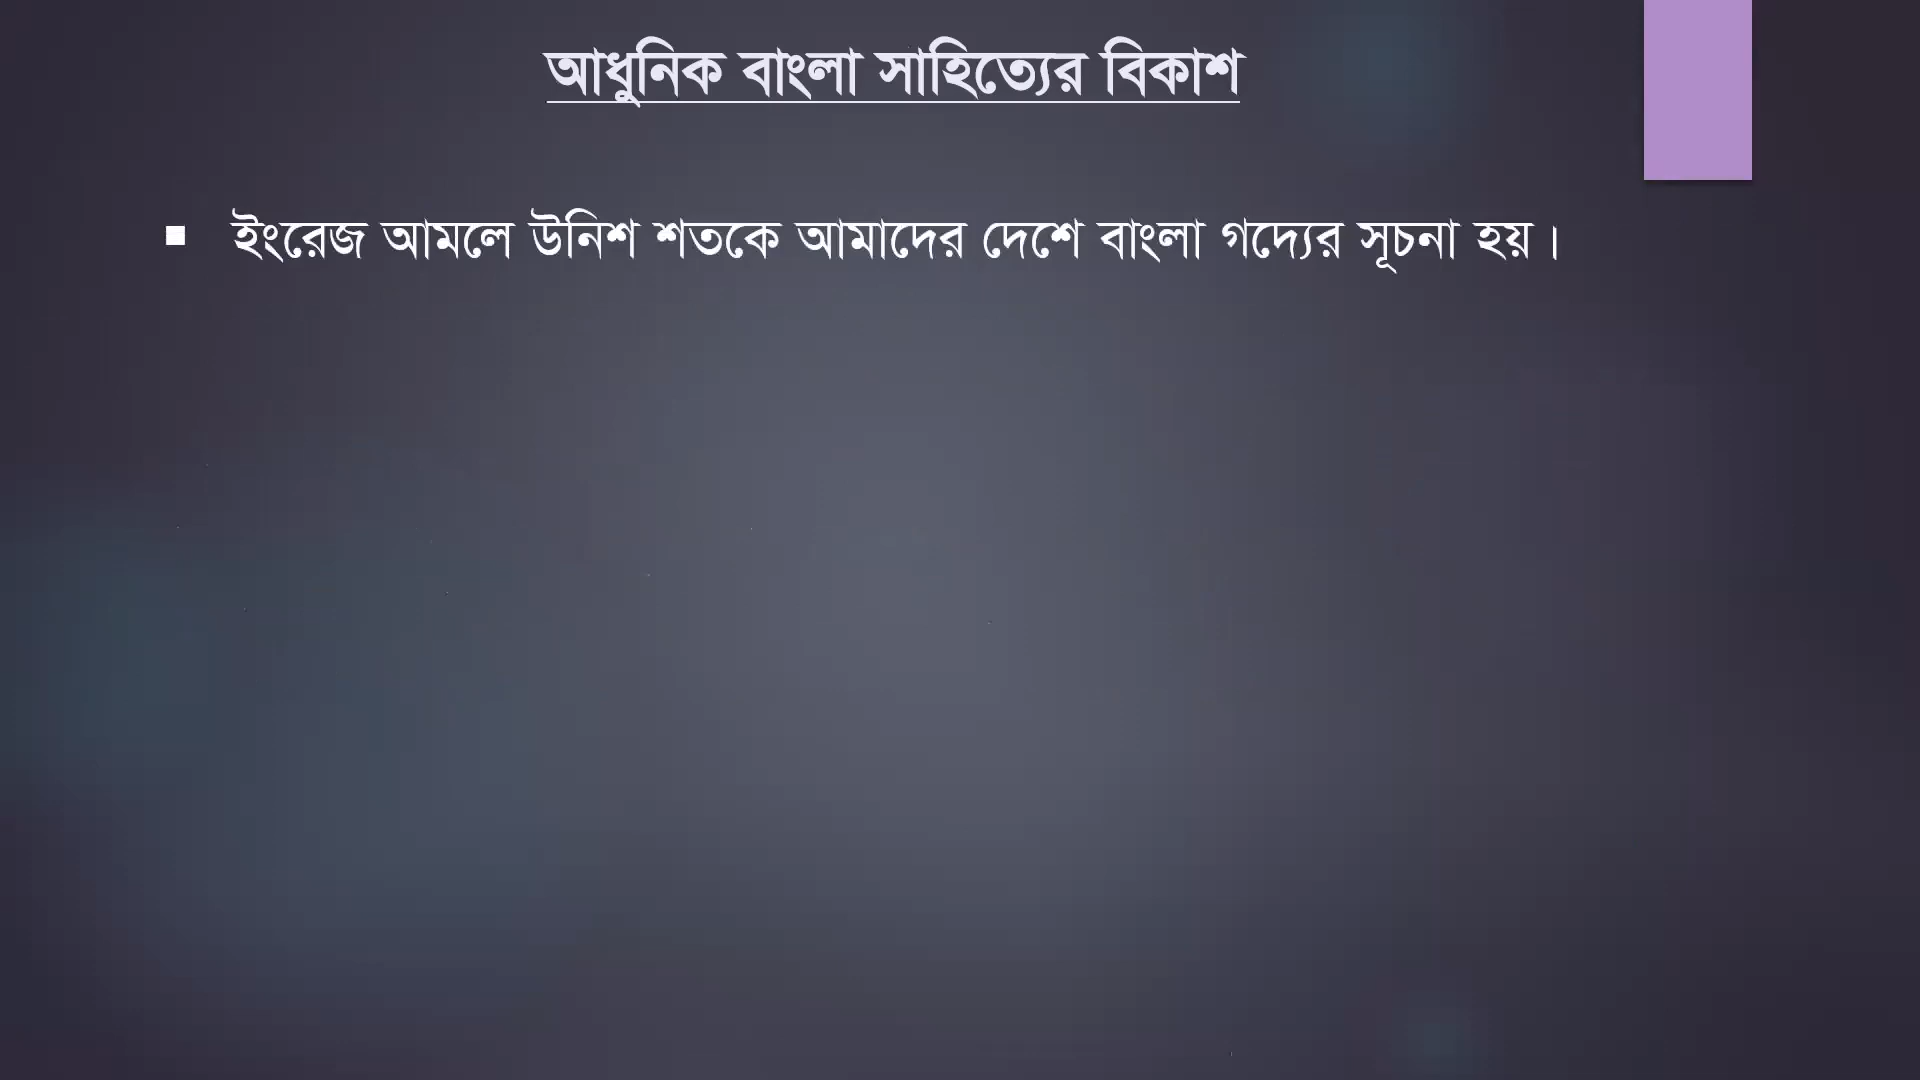 আধুনিক বাংলা সাহিত্যের বিকাশ
▪ ইংরেজ আমলে উনিশ শতকে আমাদের দেশে বাংলা গদ্যের সূচনা হয়।